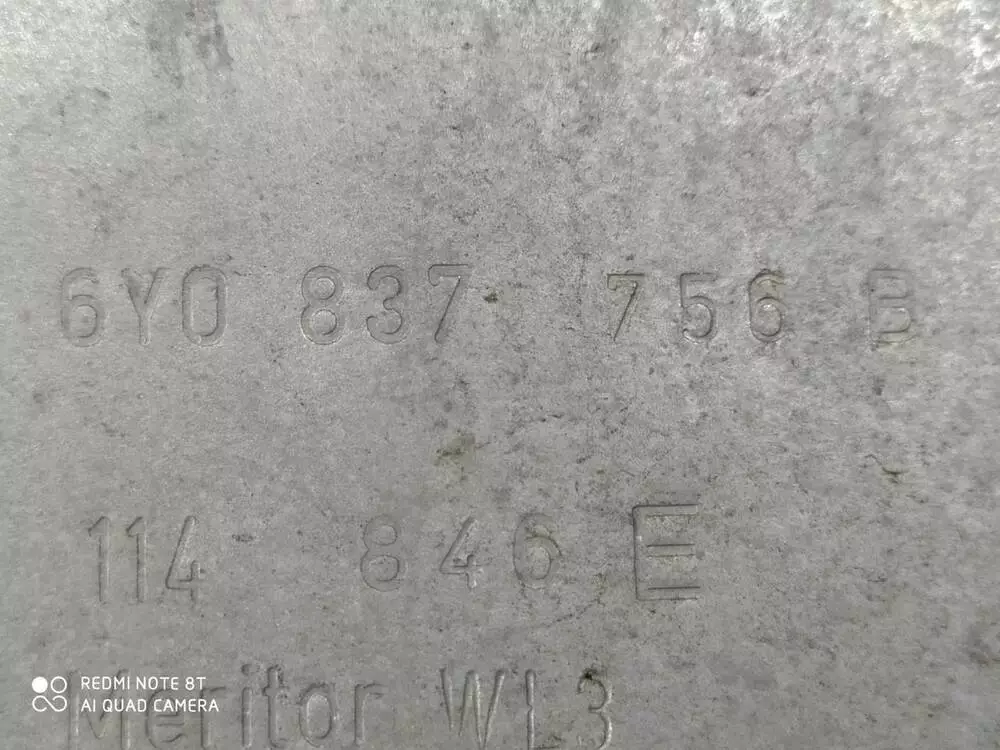 6Y0 837 756 B
114 846 E
Meritor WL3
REDMI NOTE 8T
AI QUAD CAMERA